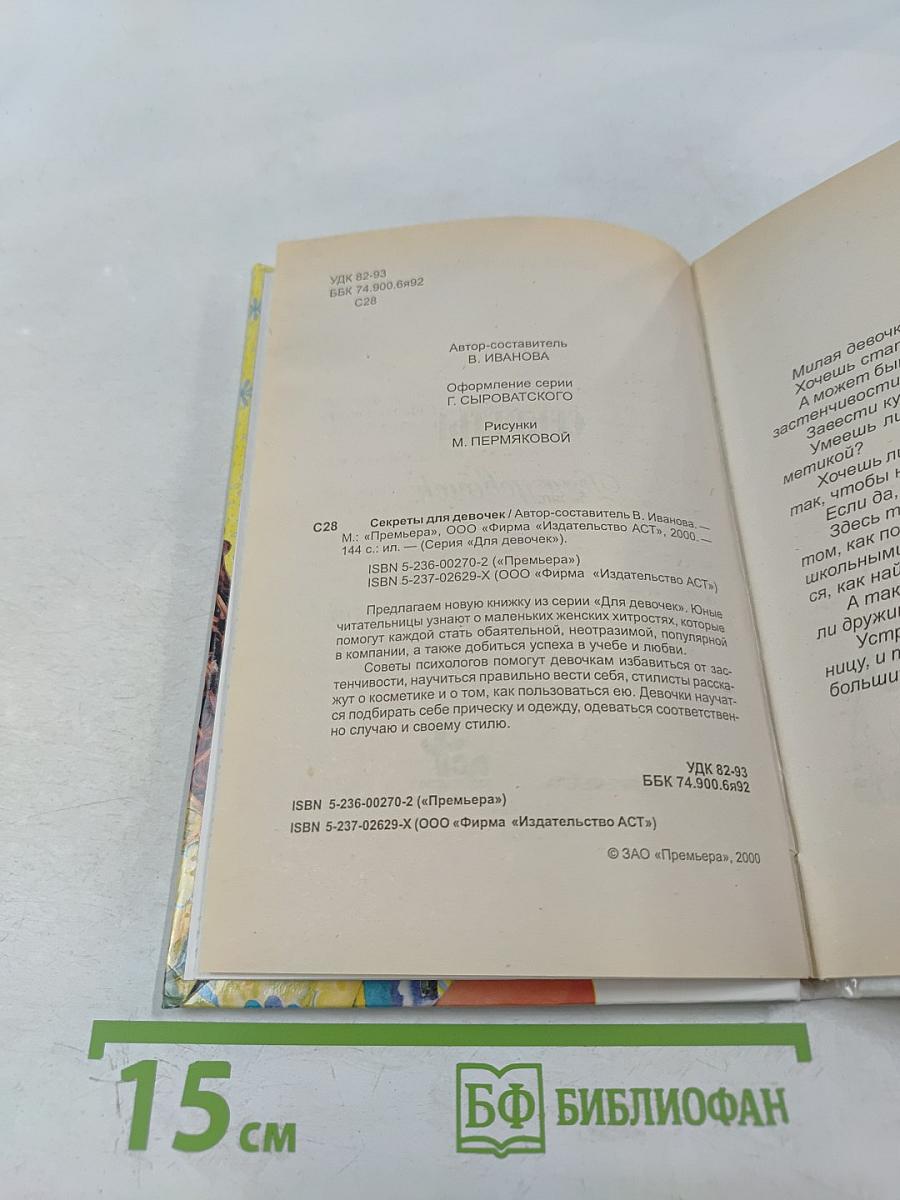 УДК 82-93
ББК 74.900.6я92
С28
Автор-составитель
В. ИВАНОВА
Оформление серии
Г. СЫРОВАТСКОГО
Рисунки
М. ПЕРМЯКОВОЙ
С28 Секреты для девочек / Автор-составитель В. Иванова. —
М.: «Премьера», ООО «Фирма «Издательство АСТ», 2000. —
144 с.: ил. — (Серия «Для девочек»).
ISBN 5-236-00270-2 («Премьера»)
ISBN 5-237-02629-X (ООО «Фирма «Издательство АСТ»)
Предлагаем новую книжку из серии «Для девочек». Юные
читательницы узнают о маленьких женских хитростях, которые
помогут каждой стать обаятельной, неотразимой, популярной
в компании, а также добиться успеха в учебе и любви.
Советы психологов помогут девочкам избавиться от зас-
тенчивости, научиться правильно вести себя, стилисты расска-
жут о косметике и о том, как пользоваться ею. Девочки научат-
ся подбирать себе прическу и одежду, одеваться соответствен-
но случаю и своему стилю.
УДК 82-93
ББК 74.900.6я92
ISBN 5-236-00270-2 («Премьера»)
ISBN 5-237-02629-X (ООО «Фирма «Издательство АСТ»)
© ЗАО «Премьера», 2000
Милая девочк
Хочешь стат
А может бы
застенчивости
Завести ку
Умеешь ли
метикой?
Хочешь ли
так, чтобы н
Если да,
Здесь т
том, как по
школьными
ся, как най
А так
ли дружи
Устр
ницу, и п
больши
15 см
БФ БИБЛИОФАН